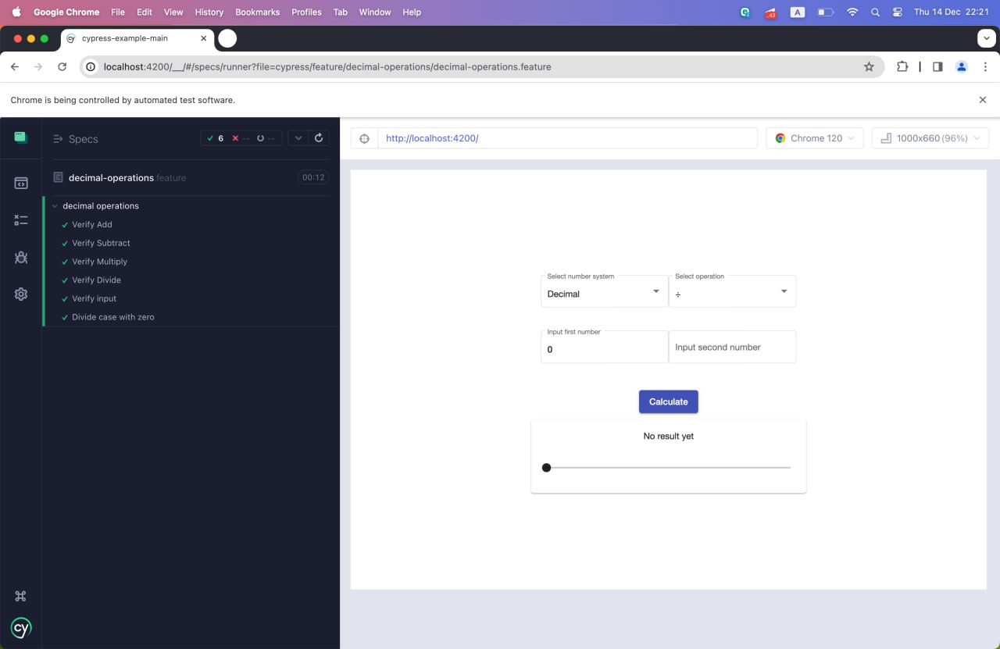 Google Chrome File Edit View History Bookmarks Profiles Tab Window Help A Thu 14 Dec 22:21
cypress-example-main
localhost:4200/__/#/specs/runner?file=cypress/feature/decimal-operations/decimal-operations.feature
Chrome is being controlled by automated test software.
Specs 6 -- --
http://localhost:4200/ Chrome 120 1000x660 (96%)
decimal-operations.feature 00:12
decimal operations
Verify Add
Verify Subtract
Verify Multiply
Verify Divide
Verify input
Divide case with zero
Select number system Select operation
Decimal ÷
Input first number
0 Input second number
Calculate
No result yet
cy